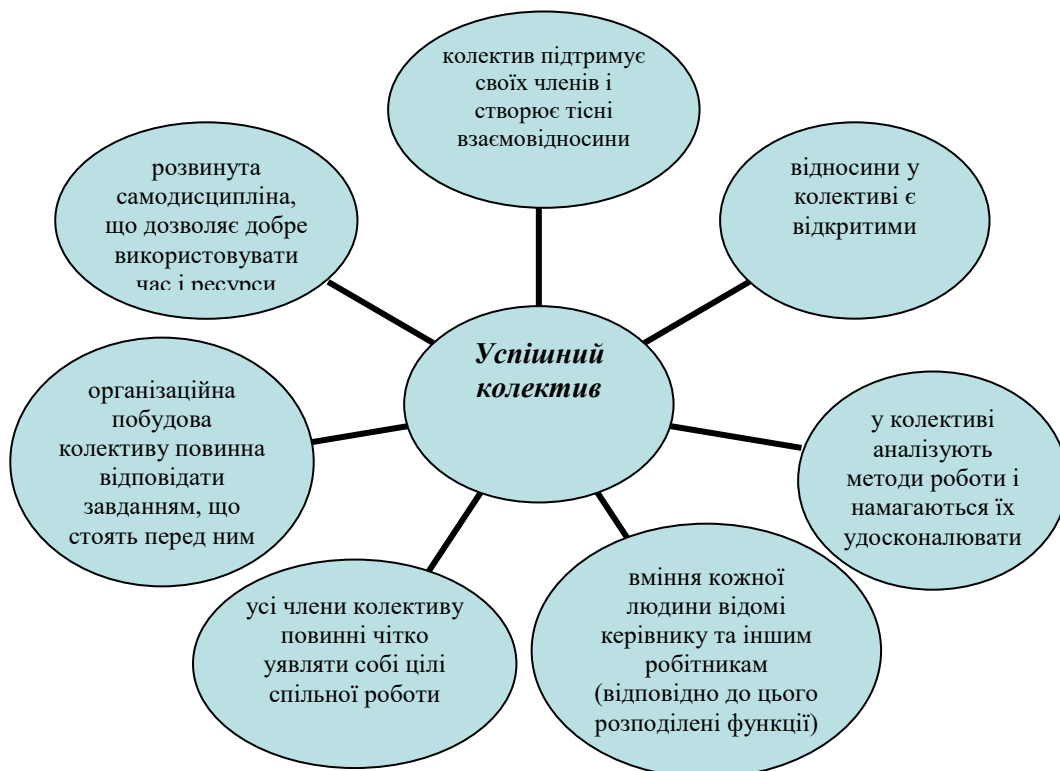 колектив підтримує
своїх членів і
створює тісні
взаємовідносини
розвинута
самодисципліна,
що дозволяє добре
використовувати
час і ресурси
відносини у
колективі є
відкритими
Успішний
колектив
організаційна
побудова
колективу повинна
відповідати
завданням, що
стоять перед ним
у колективі
аналізують
методи роботи і
намагаються їх
удосконалювати
усі члени колективу
повинні чітко
уявляти собі цілі
спільної роботи
вміння кожної
людини відомі
керівнику та іншим
робітникам
(відповідно до цього
розподілені функції)